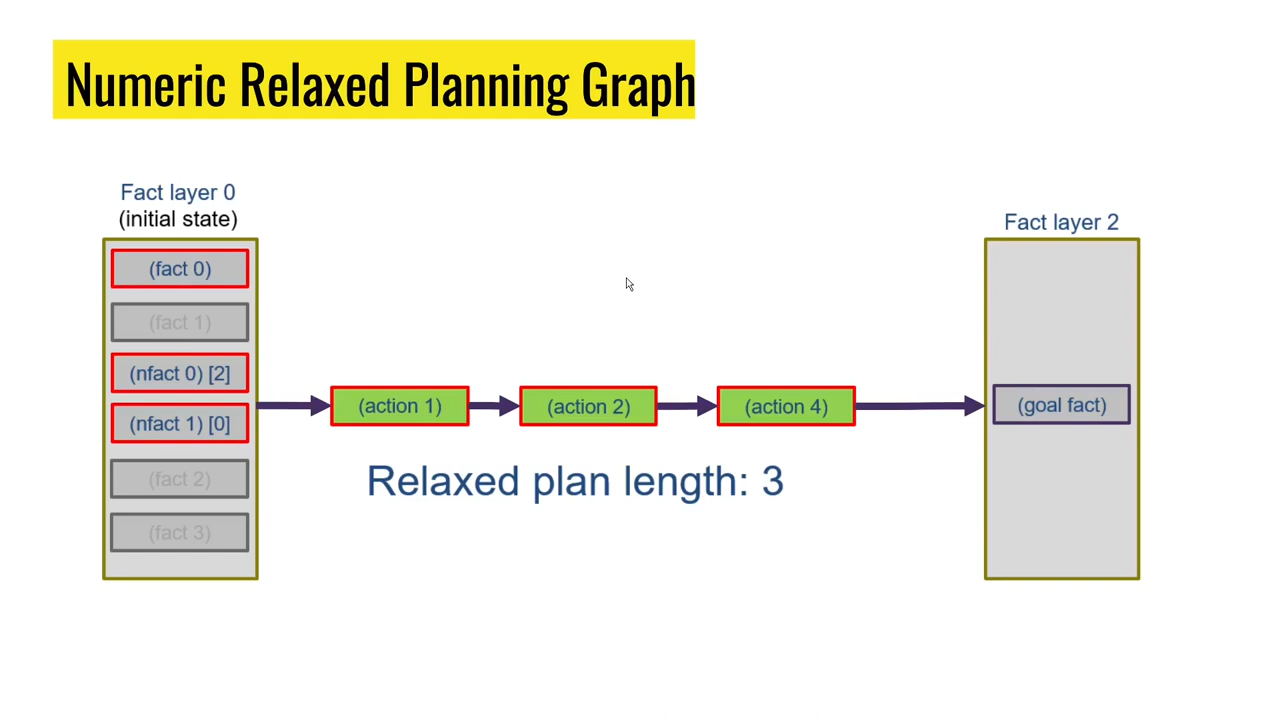 Numeric Relaxed Planning Graph
Fact layer 0
(initial state)
(fact 0)
(fact 1)
(nfact 0) [2]
(nfact 1) [0]
(fact 2)
(fact 3)
(action 1)
(action 2)
(action 4)
Relaxed plan length: 3
Fact layer 2
(goal fact)